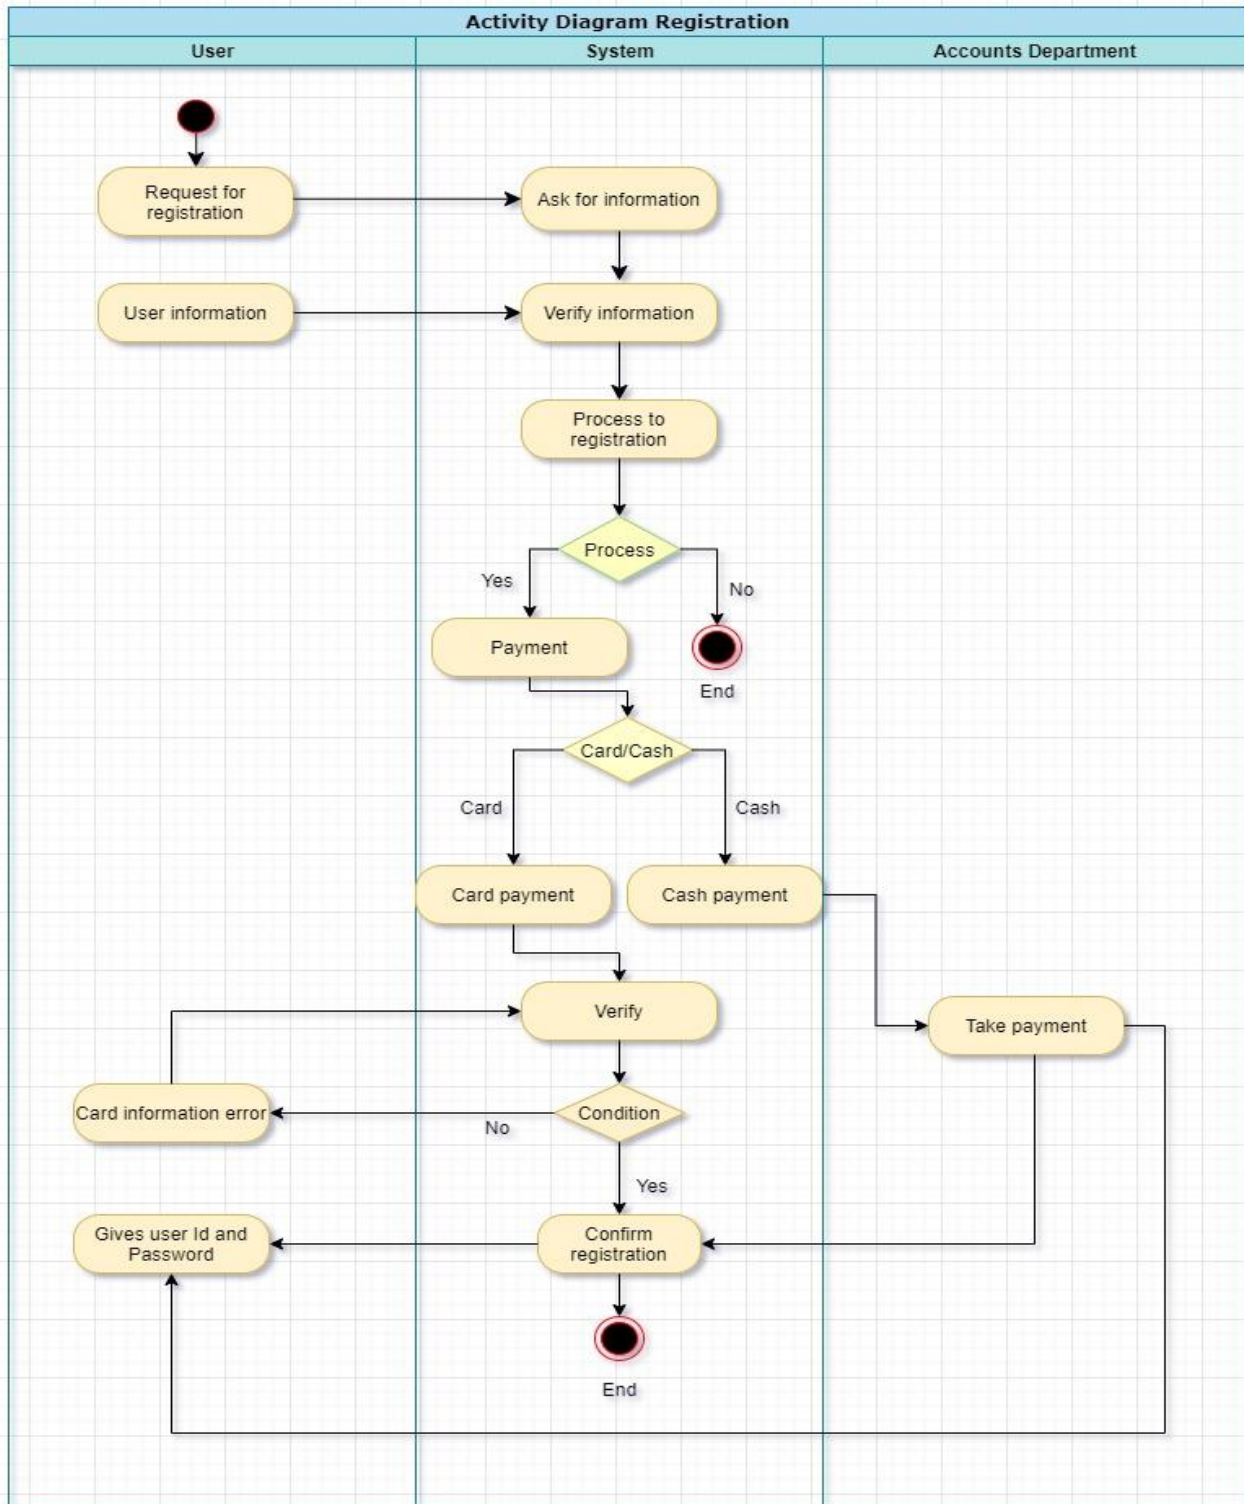 Activity Diagram Registration
User
System
Accounts Department
Request for
registration
Ask for information
User information
Verify information
Process to
registration
Process
Yes
No
Payment
End
Card/Cash
Card
Cash
Card payment
Cash payment
Verify
Take payment
Card information error
Condition
No
Yes
Gives user Id and
Password
Confirm
registration
End